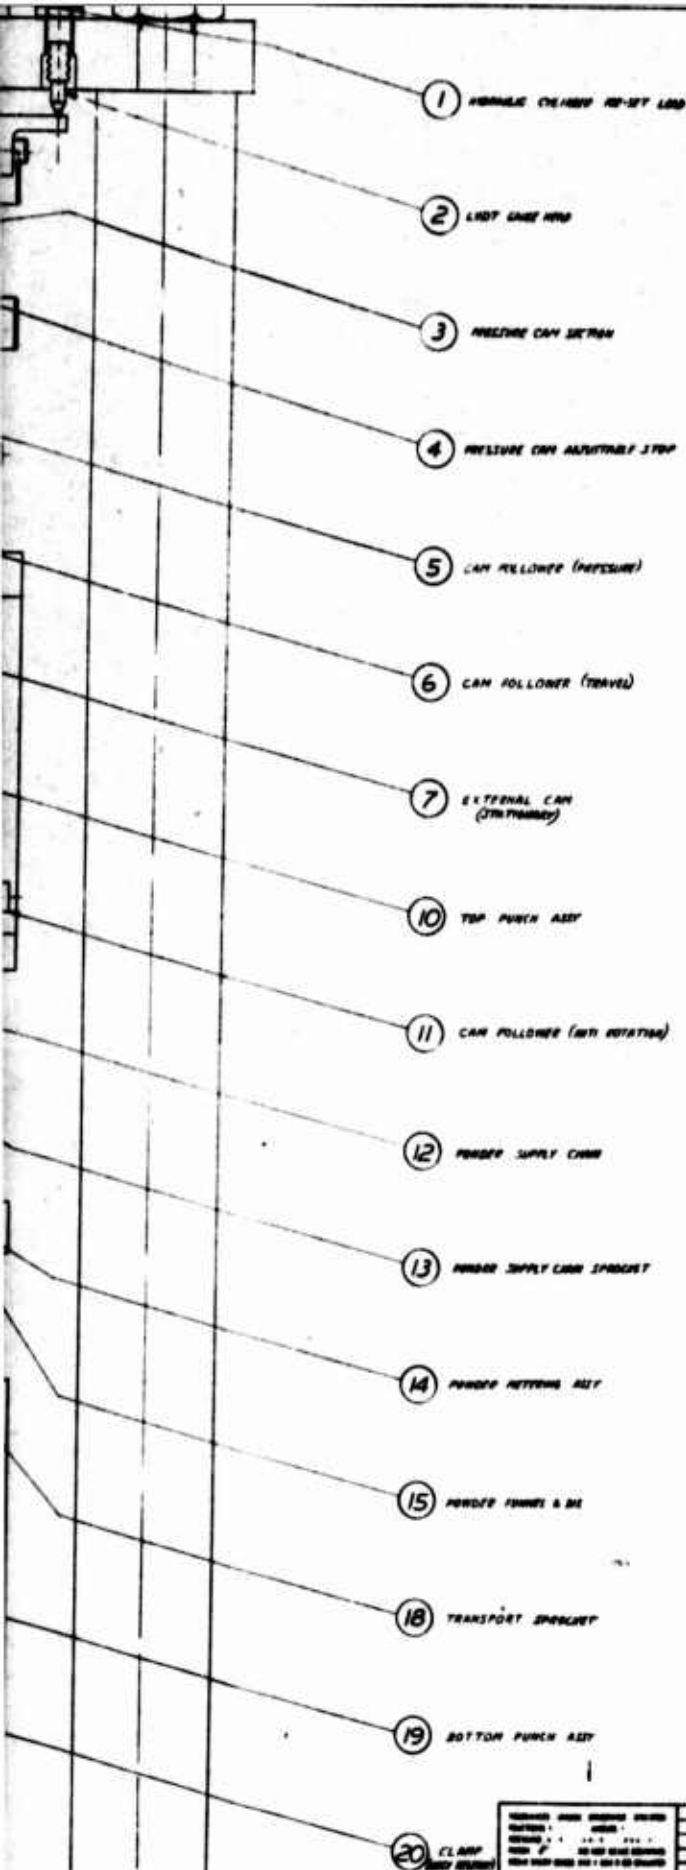 1 HYDRAULIC CYLINDER PRE-SET LOAD
2 LVDT GAGE HEAD
3 PRESSURE CAM SECTION
4 PRESSURE CAM ADJUSTABLE STOP
5 CAM FOLLOWER (PRESSURE)
6 CAM FOLLOWER (TRAVEL)
7 EXTERNAL CAM
(STATIONARY)
10 TOP PUNCH ASSY
11 CAM FOLLOWER (ANTI ROTATION)
12 POWDER SUPPLY CHAIN
13 POWDER SUPPLY CHAIN SPROCKET
14 POWDER METERING ASSY
15 POWDER FUNNEL & DIE
18 TRANSPORT SPROCKET
19 BOTTOM PUNCH ASSY
20 CLAMP